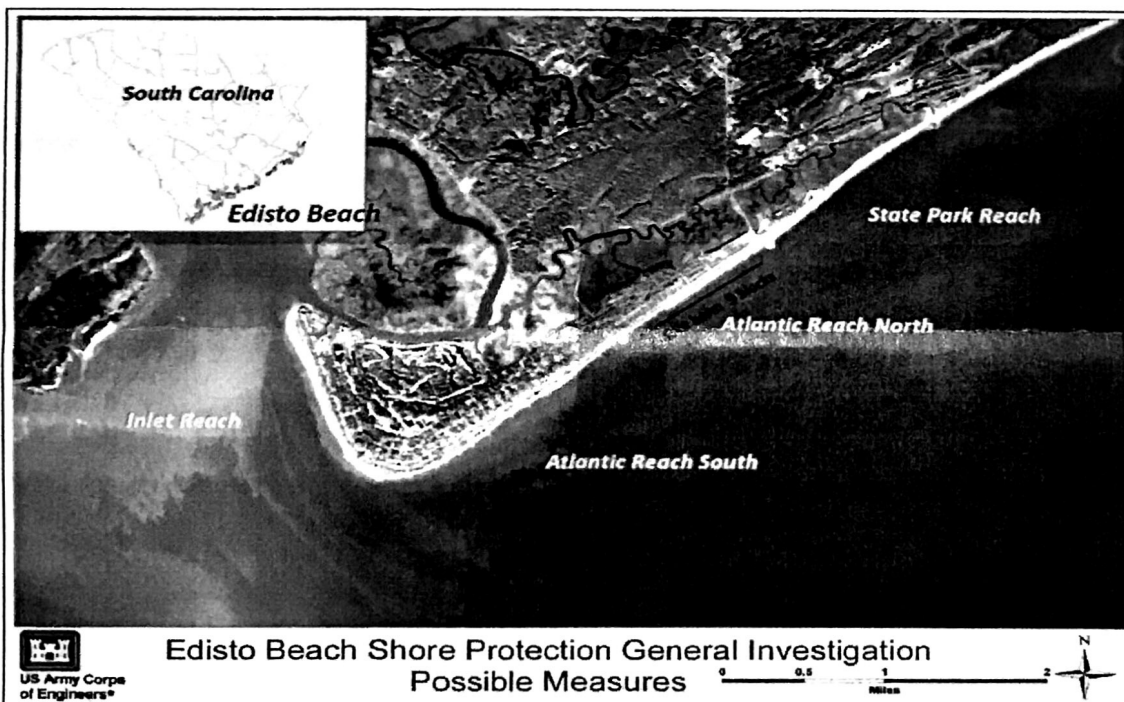 South Carolina
Edisto Beach
State Park Reach
Atlantic Reach North
Inlet Reach
Atlantic Reach South
US Army Corps
of Engineers®
Edisto Beach Shore Protection General Investigation
Possible Measures
0 0.5 1 2
Miles
N